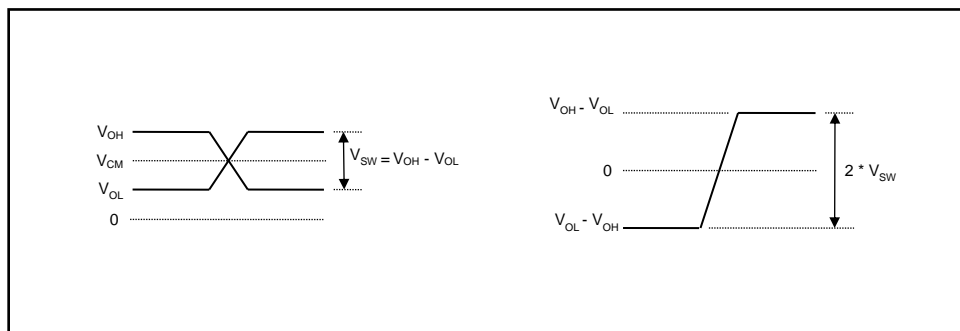 V_OH
V_CM
V_OL
0
V_SW = V_OH - V_OL
V_OH - V_OL
0
V_OL - V_OH
2 * V_SW